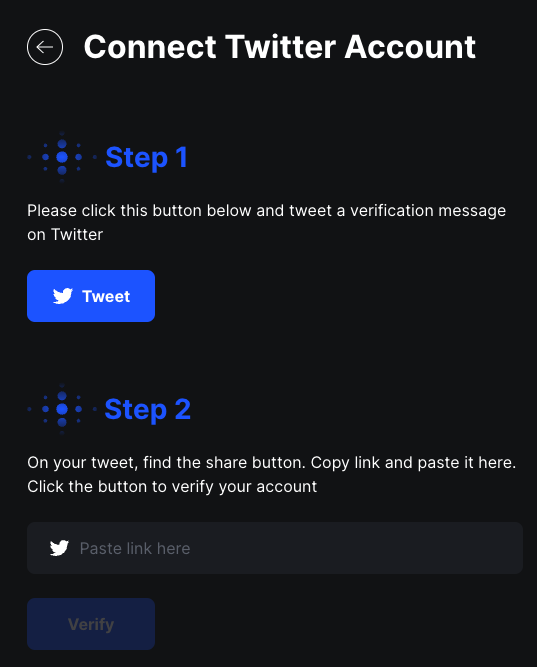 Connect Twitter Account
Step 1
Please click this button below and tweet a verification message
on Twitter
Tweet
Step 2
On your tweet, find the share button. Copy link and paste it here.
Click the button to verify your account
Paste link here
Verify